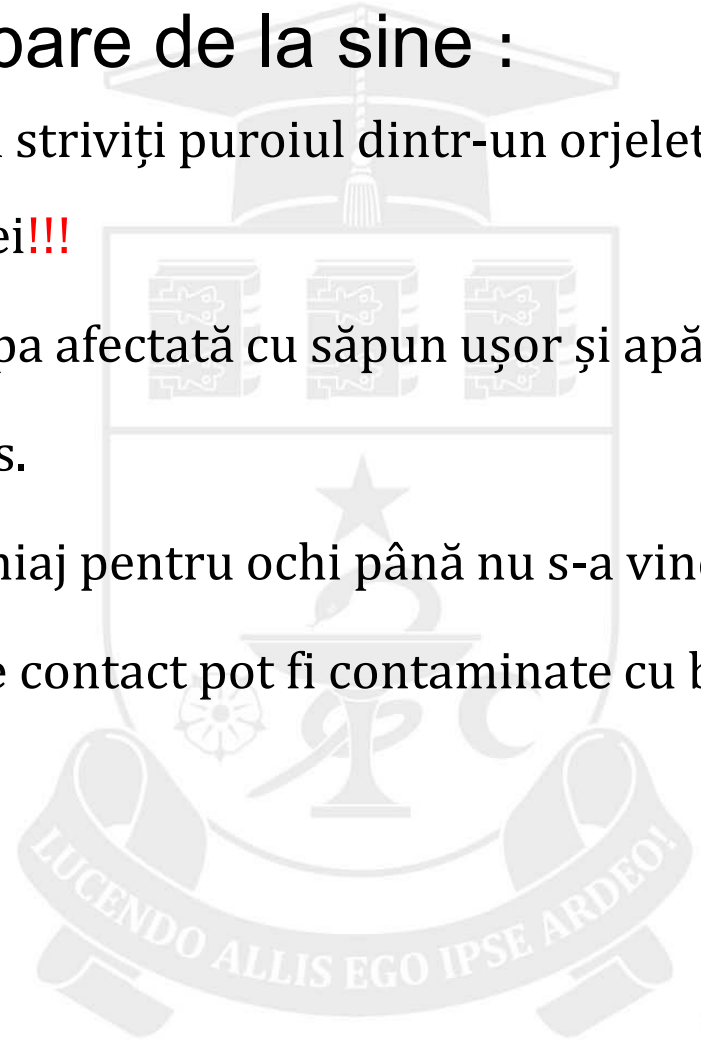 pare de la sine :
striviți puroiul dintr-un orjelet
ei!!!
pa afectată cu săpun ușor și apă
s.
niaj pentru ochi până nu s-a vin
e contact pot fi contaminate cu b
LUCENDO ALLIS EGO IPSE ARDEO!